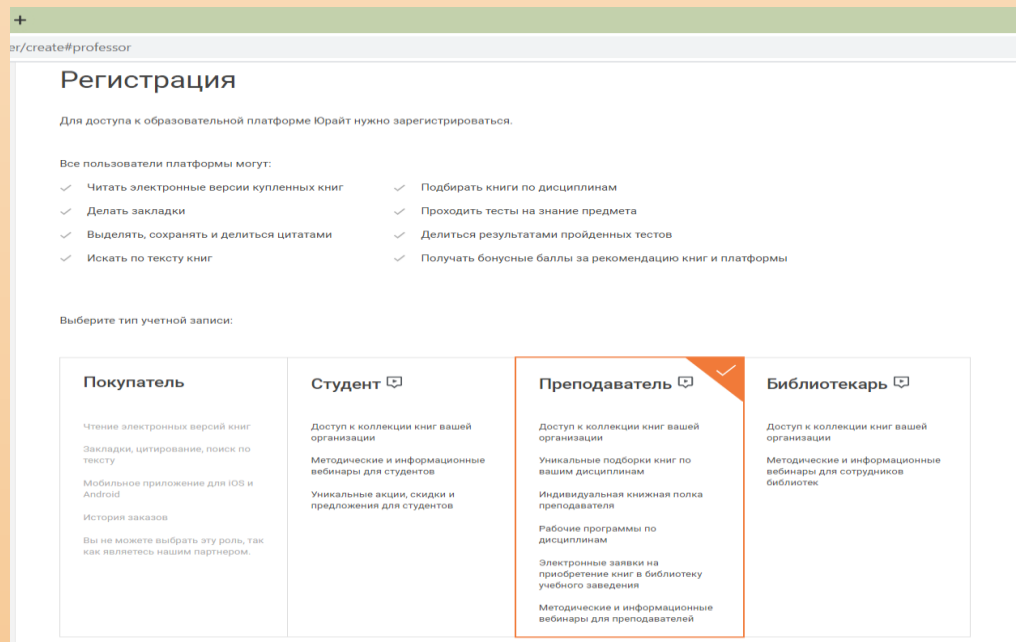 +
er/create#professor
Регистрация
Для доступа к образовательной платформе Юрайт нужно зарегистрироваться.
Все пользователи платформы могут:
Читать электронные версии купленных книг
Делать закладки
Выделять, сохранять и делиться цитатами
Искать по тексту книг
Подбирать книги по дисциплинам
Проходить тесты на знание предмета
Делиться результатами пройденных тестов
Получать бонусные баллы за рекомендацию книг и платформы
Выберите тип учетной записи:
Покупатель
Чтение электронных версий книг
Закладки, цитирование, поиск по
тексту
Мобильное приложение для iOS и
Android
История заказов
Вы не можете выбрать эту роль, так
как являетесь нашим партнером.
Студент
Доступ к коллекции книг вашей
организации
Методические и информационные
вебинары для студентов
Уникальные акции, скидки и
предложения для студентов
Преподаватель
Доступ к коллекции книг вашей
организации
Уникальные подборки книг по
вашим дисциплинам
Индивидуальная книжная полка
преподавателя
Рабочие программы по
дисциплинам
Электронные заявки на
приобретение книг в библиотеку
учебного заведения
Методические и информационные
вебинары для преподавателей
Библиотекарь
Доступ к коллекции книг вашей
организации
Методические и информационные
вебинары для сотрудников
библиотек